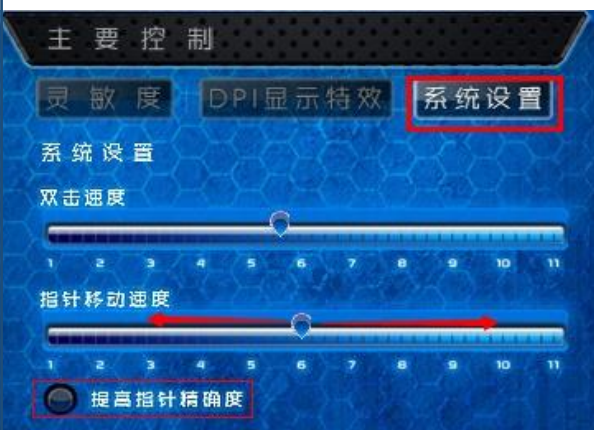 主要控制
灵敏度 DPI显示特效 系统设置
系统设置
双击速度
1 2 3 4 5 6 7 8 9 10 11
指针移动速度
1 2 3 4 5 6 7 8 9 10 11
提高指针精确度